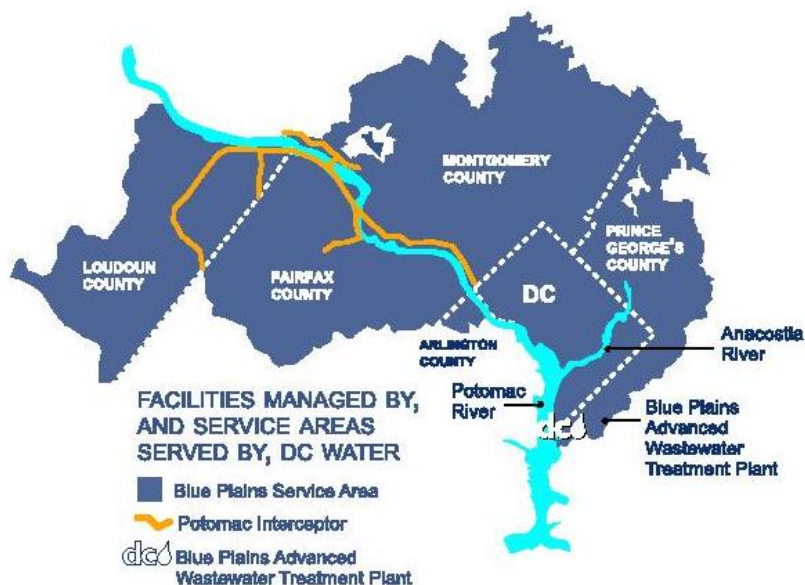 MONTGOMERY
COUNTY
PRINCE
GEORGE'S
COUNTY
LOUDOUN
COUNTY
FAIRFAX
COUNTY
DC
ARLINGTON
COUNTY
Anacostia
River
Potomac
River
Blue Plains
Advanced
Wastewater
Treatment Plant
dc
FACILITIES MANAGED BY,
AND SERVICE AREAS
SERVED BY, DC WATER
Blue Plains Service Area
Potomac Interceptor
dc Blue Plains Advanced
Wastewater Treatment Plant